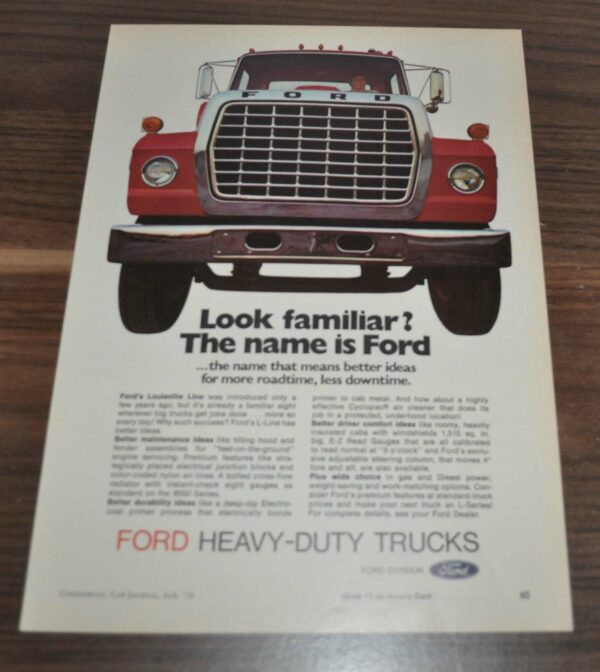 FORD
Look familiar?
The name is Ford
...the name that means better ideas
for more roadtime, less downtime.
Ford's Louisville Line was introduced only a
few years ago, but it's already a familiar sight
wherever big trucks get jobs done . . . more so
every day! Why such success? Ford's L-Line has
better ideas.
Better maintenance ideas like tilting hood and
fender assemblies for "feet-on-the-ground"
engine servicing. Premium features like stra-
tegically placed electrical junction blocks and
color-coded nylon air lines. A bolted cross-flow
radiator with instant-check sight gauges as
standard on the 9000 Series.
Better durability ideas like a deep-dip Electro-
coat primer process that electrically bonds
primer to cab metal. And how about a highly
effective Cyclopac® air cleaner that does its
job in a protected, underhood location!
Better driver comfort ideas like roomy, heavily
insulated cabs with windshields 1,515 sq. in.
big. E-Z Read Gauges that are all calibrated
to read normal at "3 o'clock" and Ford's exclu-
sive adjustable steering column, that moves 4"
fore and aft, are also available.
Plus wide choice in gas and Diesel power,
weight-saving and work-matching options. Con-
sider Ford's premium features at standard-truck
prices and make your next truck an L-Series!
For complete details, see your Ford Dealer.
FORD HEAVY-DUTY TRUCKS
FORD DIVISION Ford
Commercial Car Journal, Feb. '73 Circle 11 on Inquiry Card 65